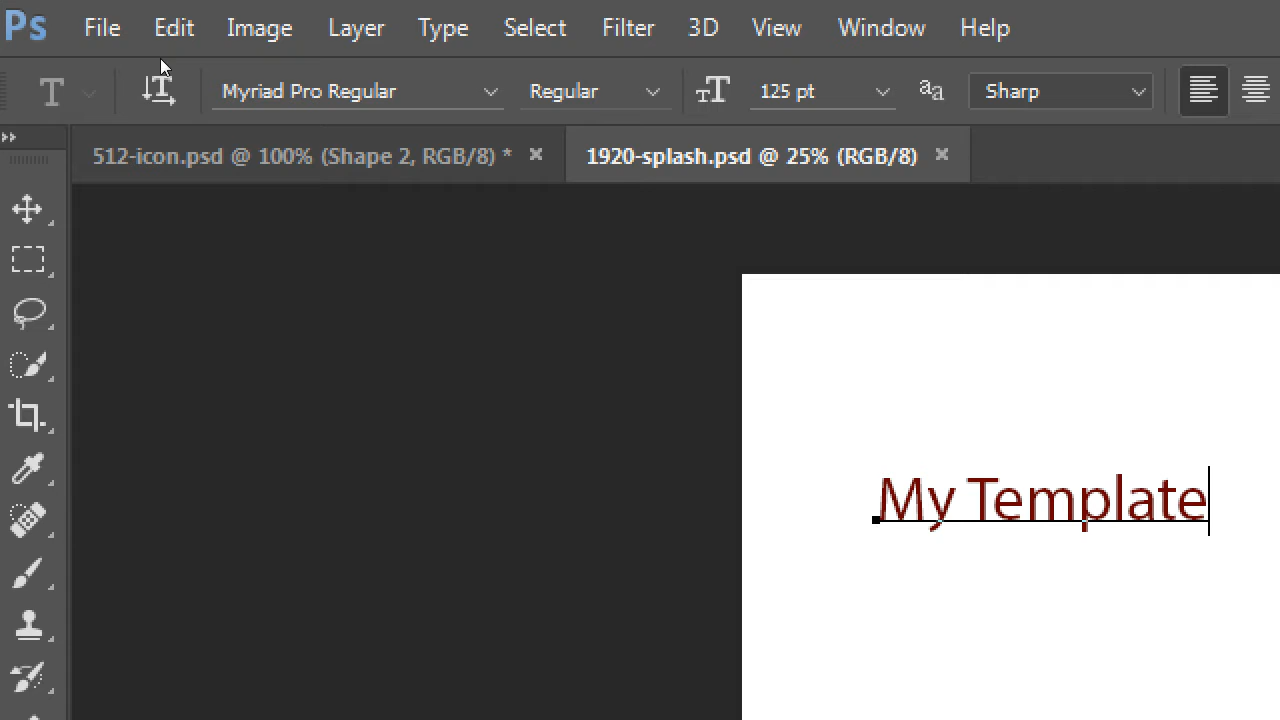 Ps File Edit Image Layer Type Select Filter 3D View Window Help
T Myriad Pro Regular Regular 125 pt aa Sharp
512-icon.psd @ 100% (Shape 2, RGB/8) * 1920-splash.psd @ 25% (RGB/8)
My Template